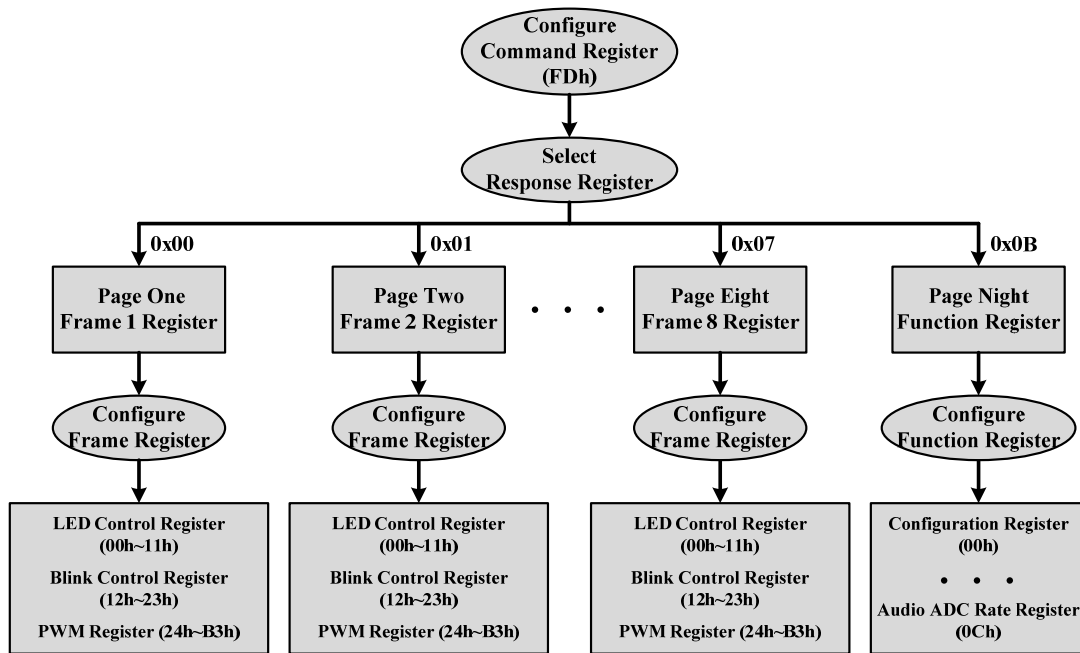 Configure
Command Register
(FDh)
Select
Response Register
0x00
0x01
0x07
0x0B
Page One
Frame 1 Register
Page Two
Frame 2 Register
. . .
Page Eight
Frame 8 Register
Page Night
Function Register
Configure
Frame Register
Configure
Frame Register
Configure
Frame Register
Configure
Function Register
LED Control Register
(00h~11h)
Blink Control Register
(12h~23h)
PWM Register (24h~B3h)
LED Control Register
(00h~11h)
Blink Control Register
(12h~23h)
PWM Register (24h~B3h)
LED Control Register
(00h~11h)
Blink Control Register
(12h~23h)
PWM Register (24h~B3h)
Configuration Register
(00h)
. . .
Audio ADC Rate Register
(0Ch)